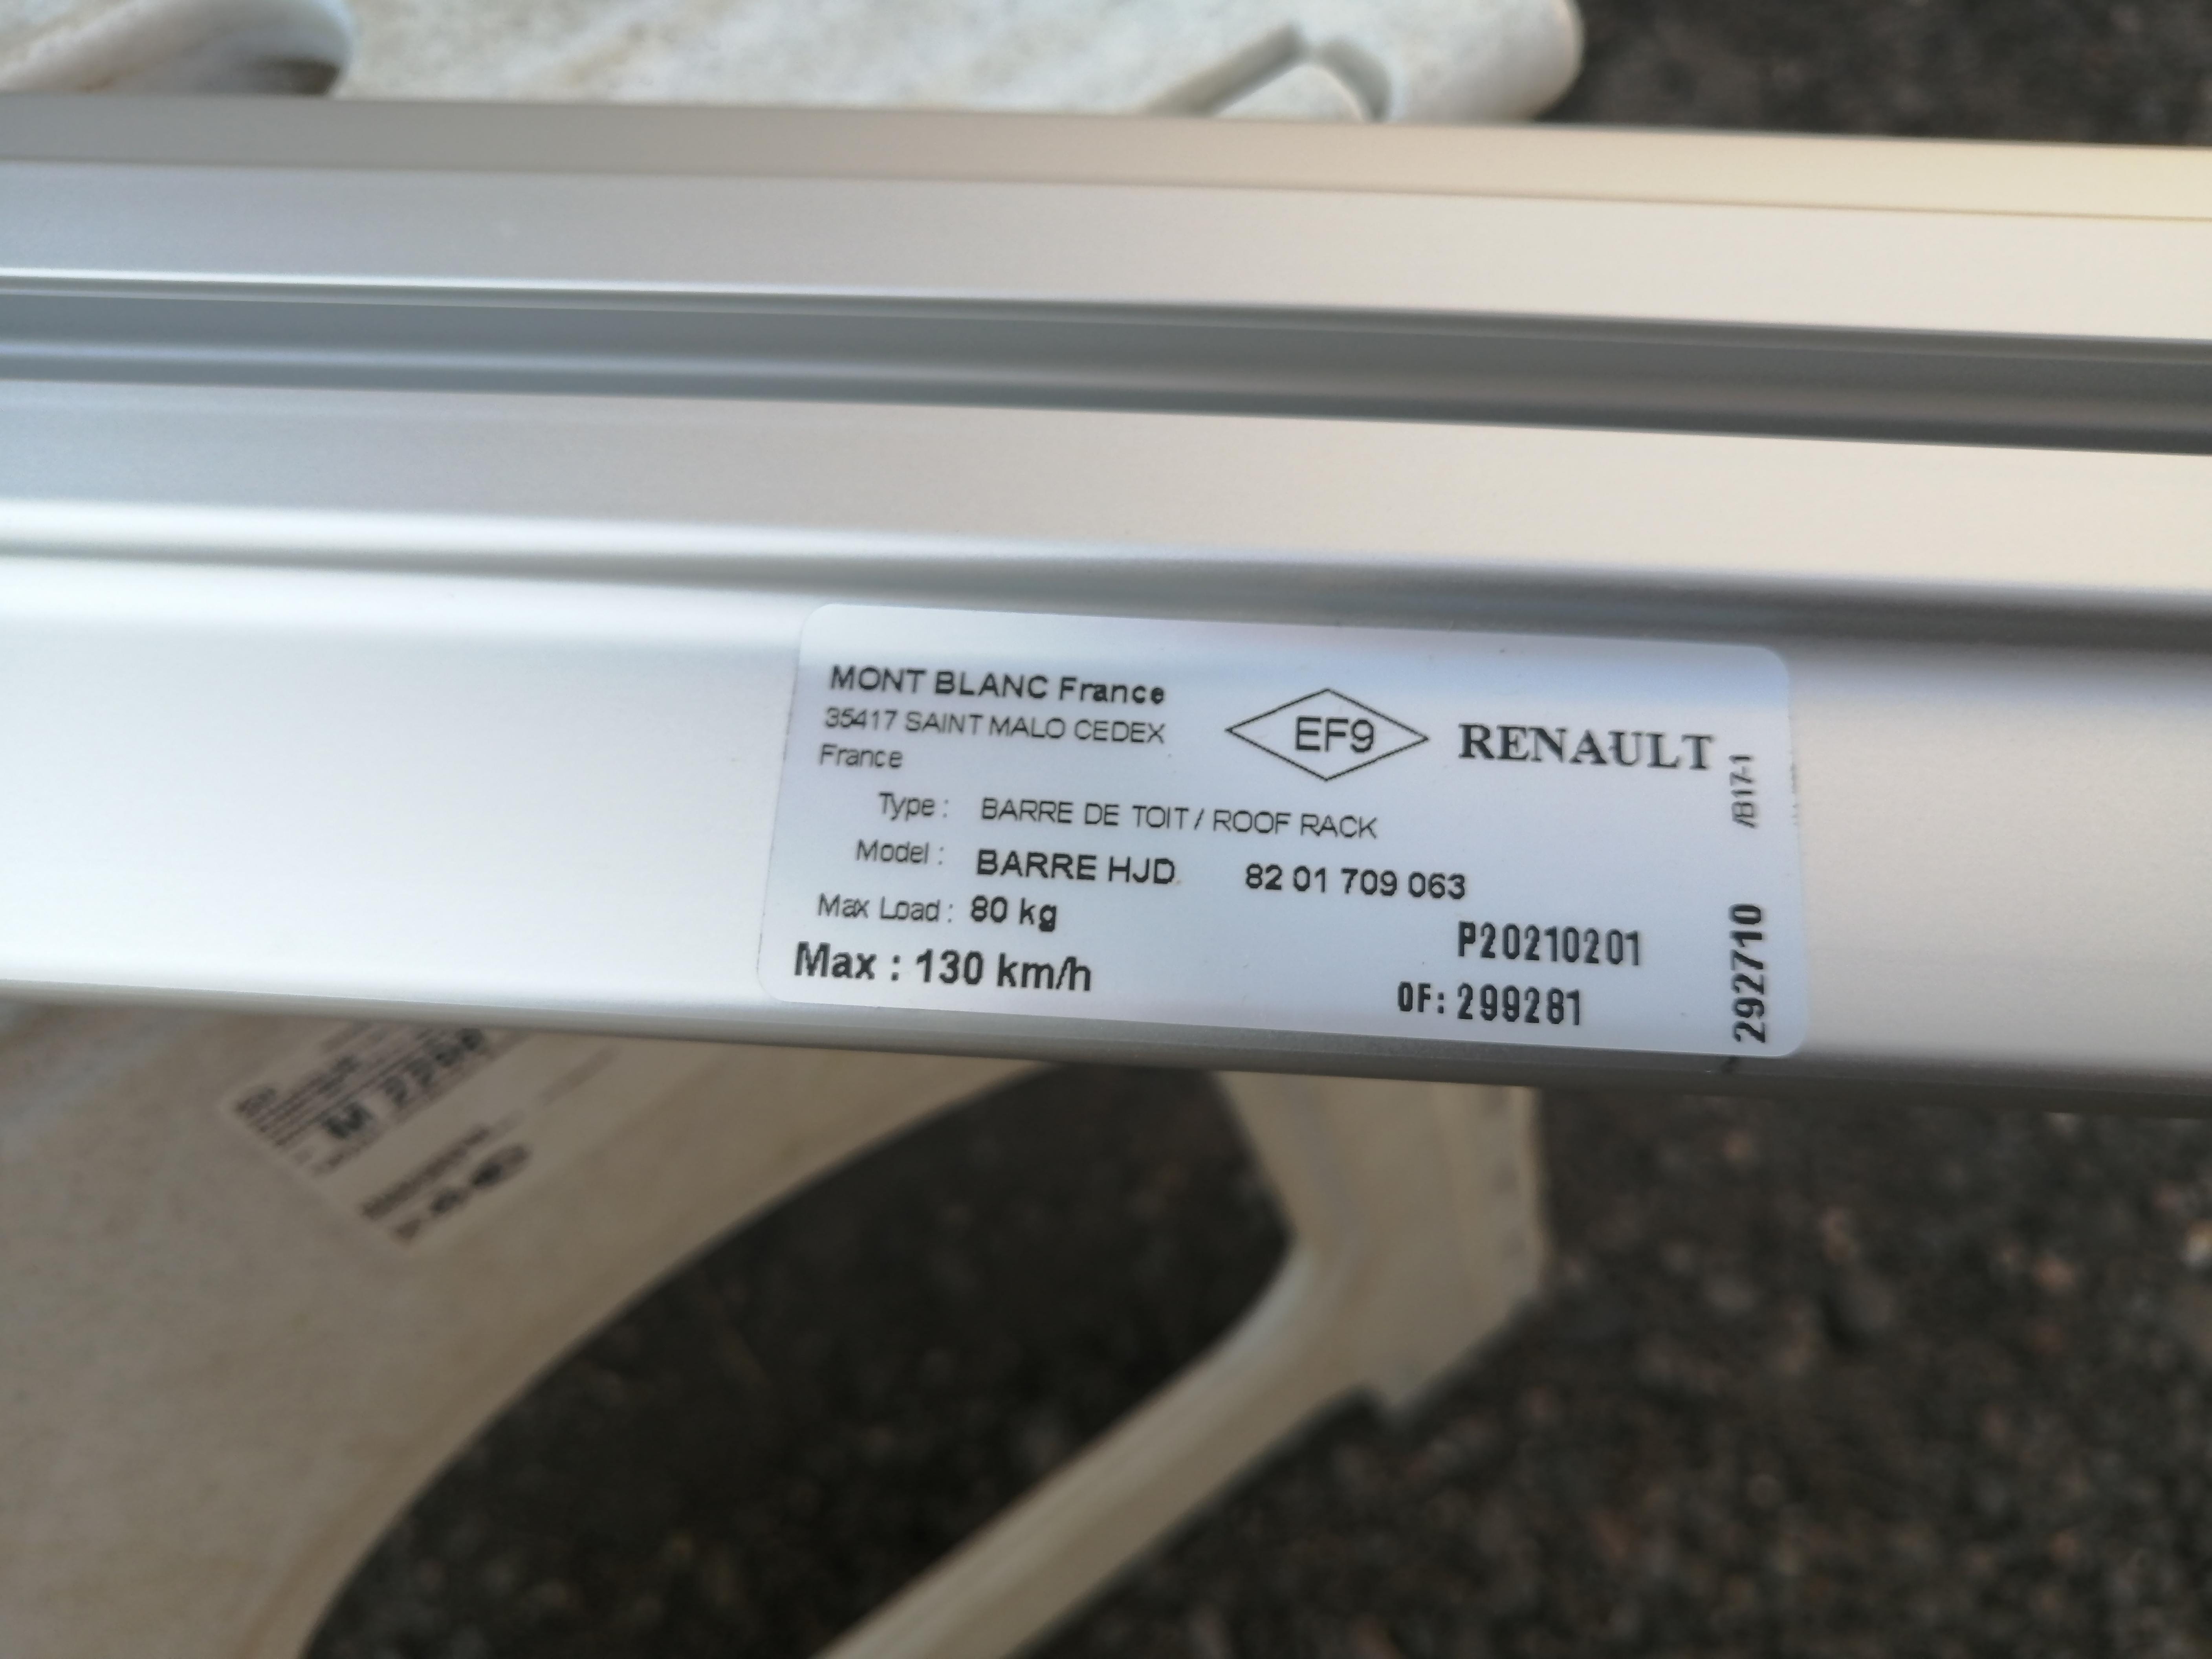 MONT BLANC France
35417 SAINT MALO CEDEX
France
EF9
RENAULT
Type : BARRE DE TOIT / ROOF RACK
Model : BARRE HJD. 82 01 709 063
Max Load : 80 kg
P20210201
Max : 130 km/h
OF: 299281
292710
/B17-1